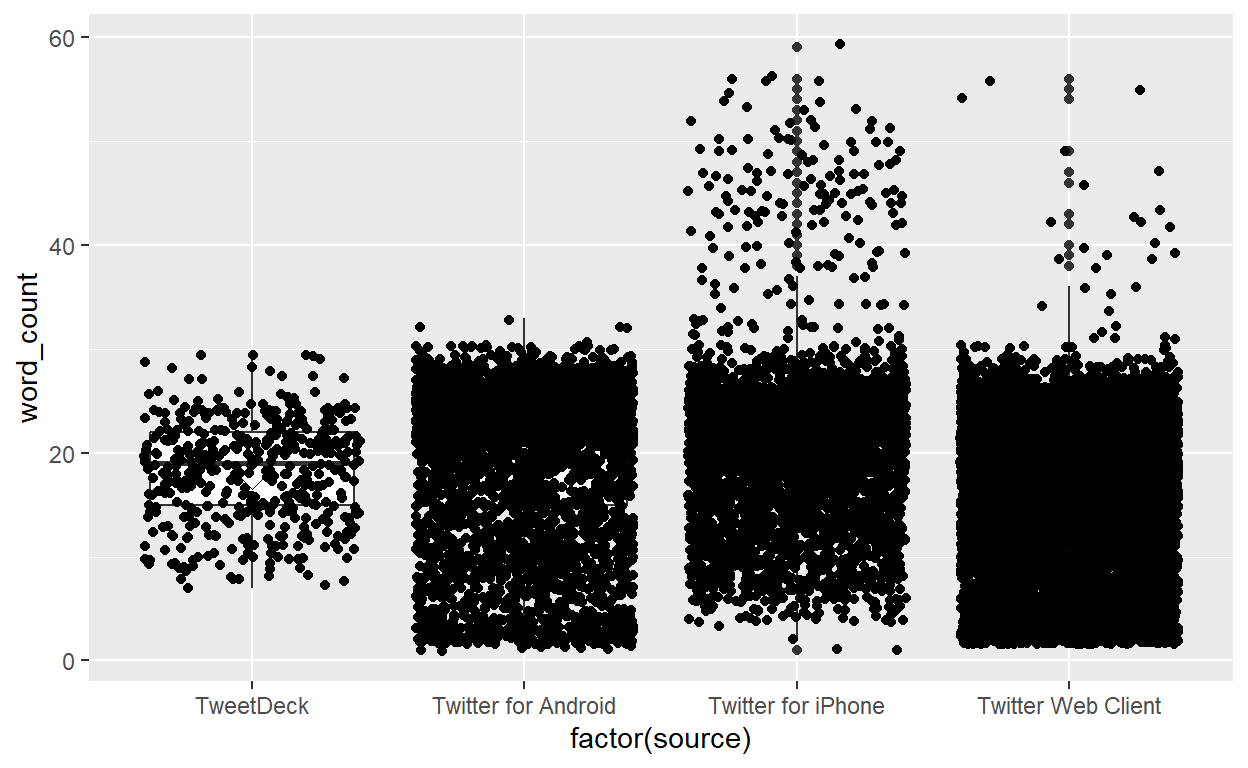 60
40
20
0
word_count
TweetDeck
Twitter for Android
Twitter for iPhone
Twitter Web Client
factor(source)